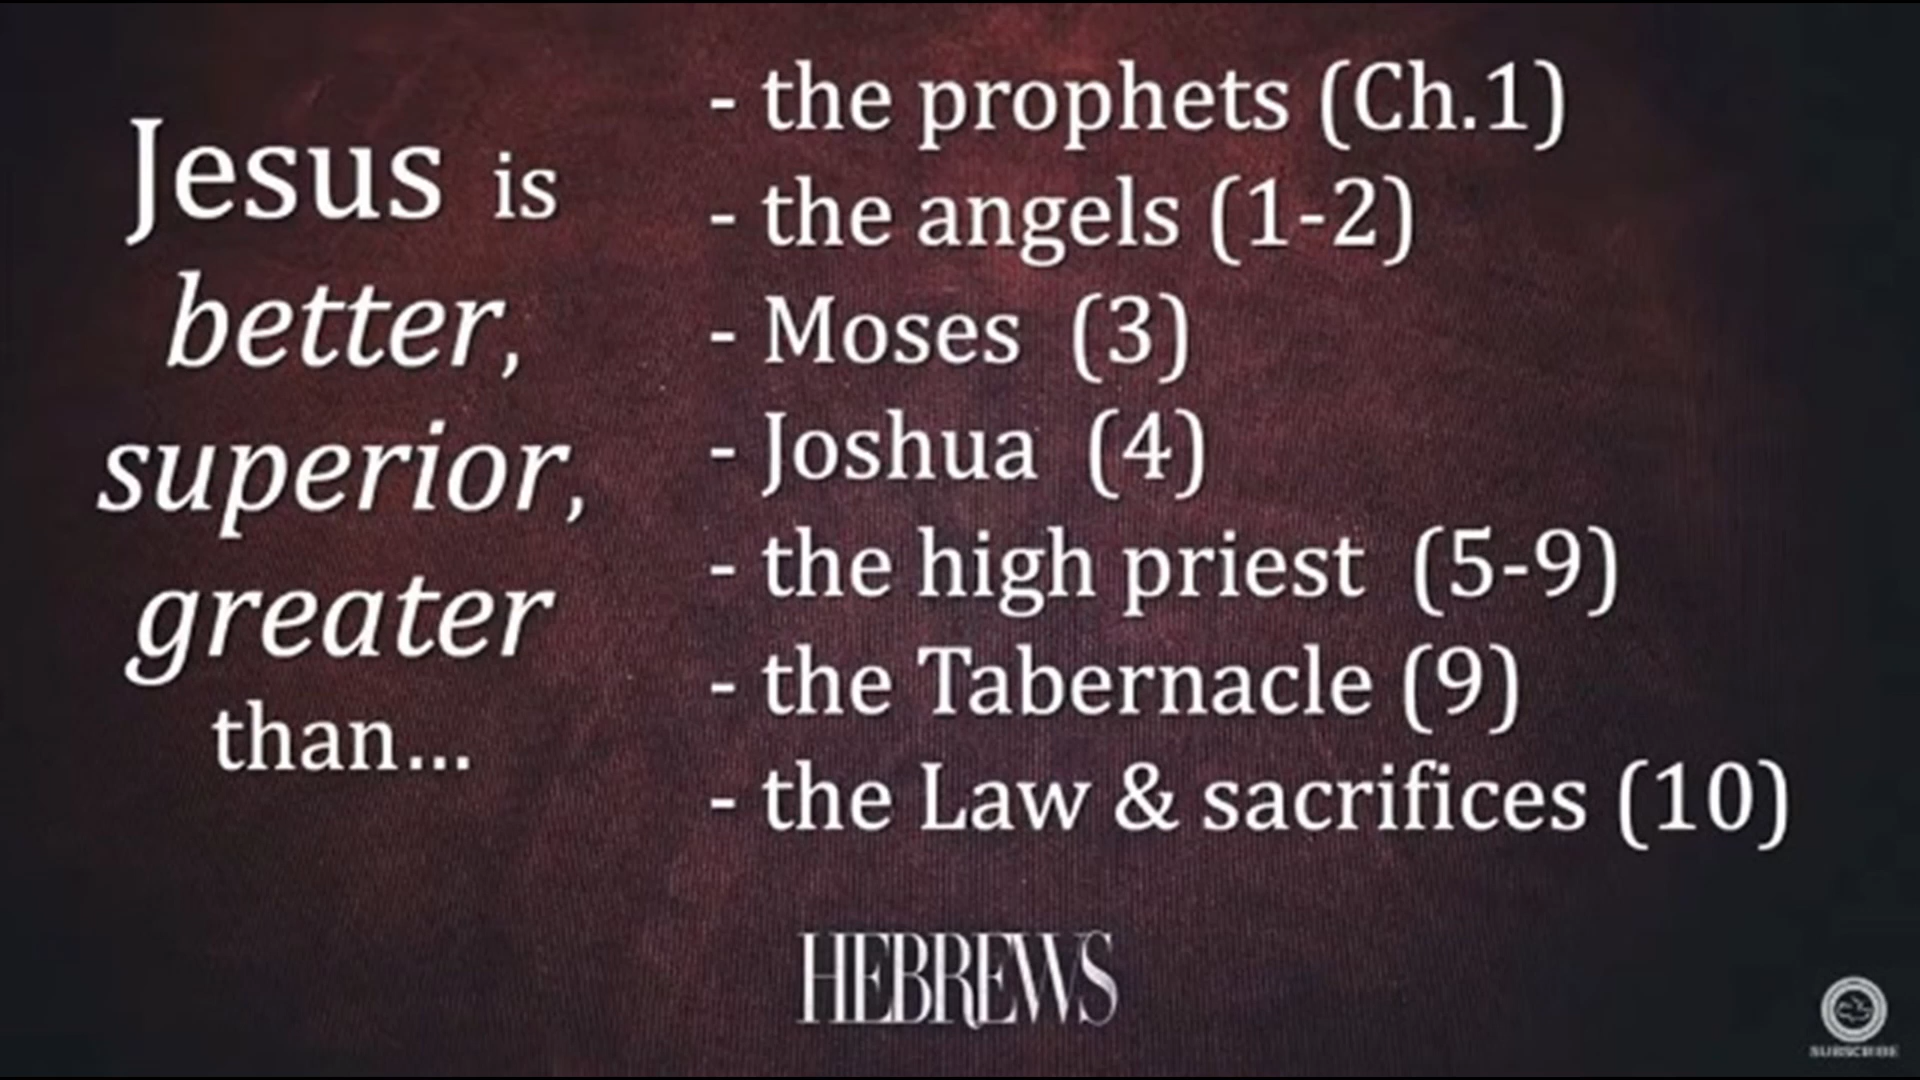 Jesus is
better,
superior,
greater
than...
- the prophets (Ch.1)
- the angels (1-2)
- Moses (3)
- Joshua (4)
- the high priest (5-9)
- the Tabernacle (9)
- the Law & sacrifices (10)
HEBREWS
SUBSCRIBE